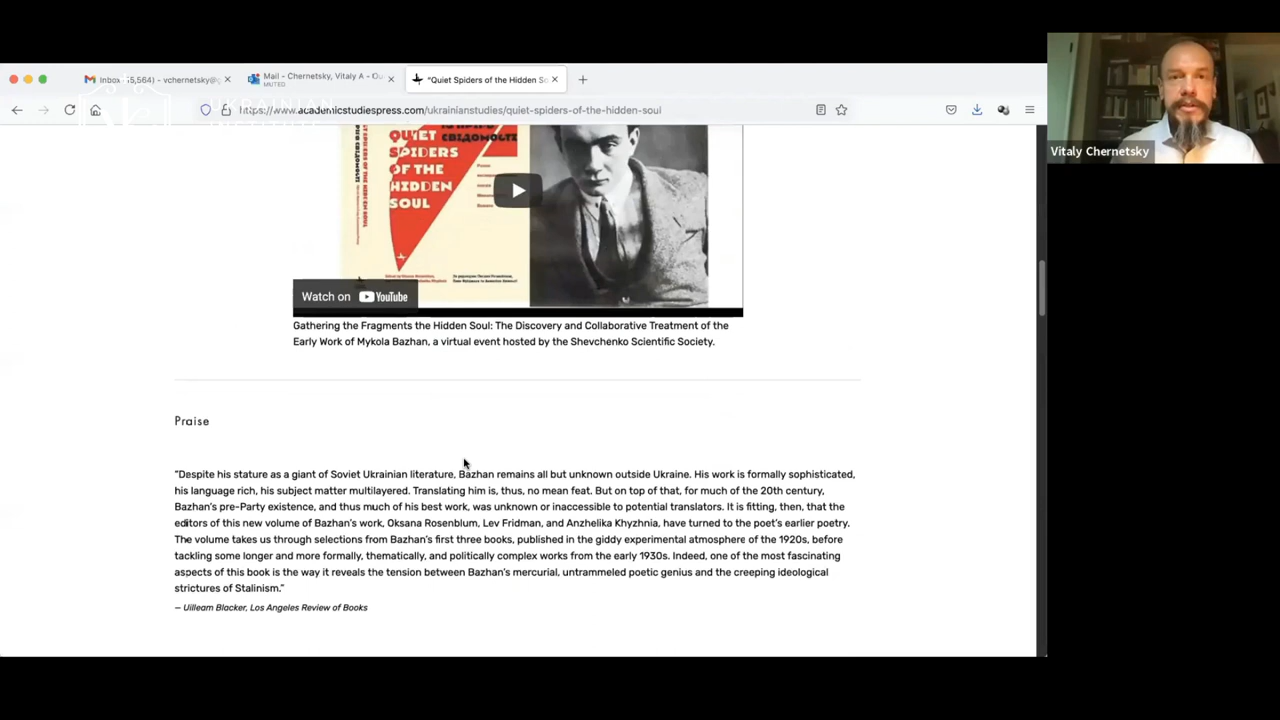 Inbox (5,564) - vchernetsky@g
Mail - Chernetsky, Vitaly A - Ou
MUTED
"Quiet Spiders of the Hidden So
https://www.academicstudiespress.com/ukrainianstudies/quiet-spiders-of-the-hidden-soul
UKRAINIAN
QUIET
SPIDERS
OF THE
HIDDEN
SOUL
СВІДОМОСТІ
Watch on YouTube
Gathering the Fragments the Hidden Soul: The Discovery and Collaborative Treatment of the
Early Work of Mykola Bazhan, a virtual event hosted by the Shevchenko Scientific Society.
Praise
"Despite his stature as a giant of Soviet Ukrainian literature, Bazhan remains all but unknown outside Ukraine. His work is formally sophisticated,
his language rich, his subject matter multilayered. Translating him is, thus, no mean feat. But on top of that, for much of the 20th century,
Bazhan's pre-Party existence, and thus much of his best work, was unknown or inaccessible to potential translators. It is fitting, then, that the
editors of this new volume of Bazhan's work, Oksana Rosenblum, Lev Fridman, and Anzhelika Khyzhnia, have turned to the poet's earlier poetry.
The volume takes us through selections from Bazhan's first three books, published in the giddy experimental atmosphere of the 1920s, before
tackling some longer and more formally, thematically, and politically complex works from the early 1930s. Indeed, one of the most fascinating
aspects of this book is the way it reveals the tension between Bazhan's mercurial, untrammeled poetic genius and the creeping ideological
strictures of Stalinism."
— Uilleam Blacker, Los Angeles Review of Books
Vitaly Chernetsky